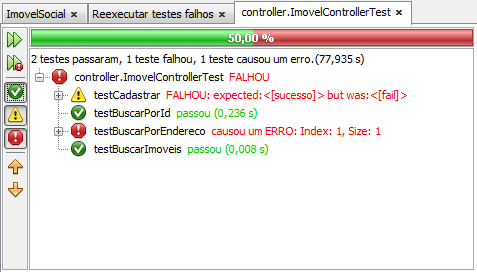 ImovelSocial × Reexecutar testes falhos × controller.ImovelControllerTest ×
50,00 %
2 testes passaram, 1 teste falhou, 1 teste causou um erro.(77,935 s)
controller.ImovelControllerTest FALHOU
testCadastrar FALHOU: expected:<[sucesso]> but was:<[fail]>
testBuscarPorId passou (0,236 s)
testBuscarPorEndereco causou um ERRO: Index: 1, Size: 1
testBuscarImoveis passou (0,008 s)